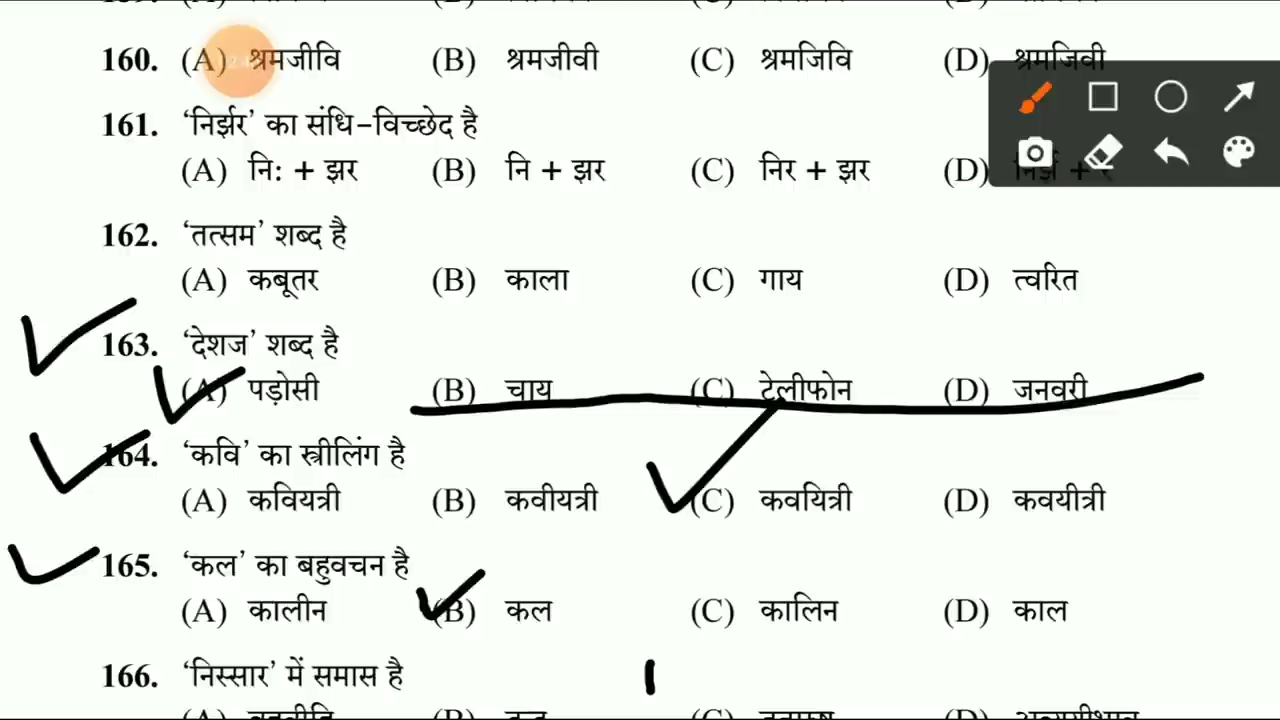 160. (A) श्रमजीवि (B) श्रमजीवी (C) श्रमजिवि (D) श्रमजिवी
161. ‘निर्झर’ का संधि-विच्छेद है
(A) नि: + झर (B) नि + झर (C) निर + झर (D) निर्झ + र
162. ‘तत्सम’ शब्द है
(A) कबूतर (B) काला (C) गाय (D) त्वरित
163. ‘देशज’ शब्द है
(A) पड़ोसी (B) चाय (C) टेलीफोन (D) जनवरी
164. ‘कवि’ का स्त्रीलिंग है
(A) कवियत्री (B) कवीयत्री (C) कवयित्री (D) कवयीत्री
165. ‘कल’ का बहुवचन है
(A) कालीन (B) कल (C) कालिन (D) काल
166. ‘निस्सार’ में समास है
(A) (B) (C) (D)